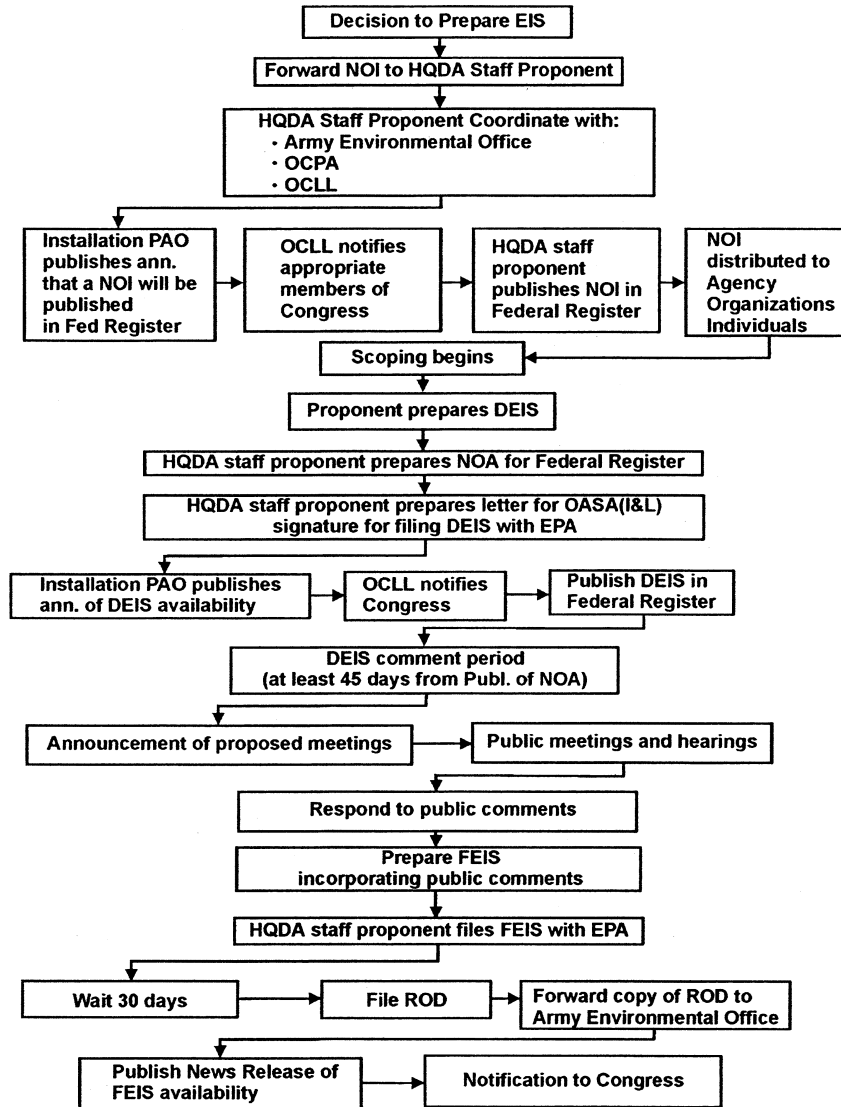 Decision to Prepare EIS
Forward NOI to HQDA Staff Proponent
HQDA Staff Proponent Coordinate with:
· Army Environmental Office
· OCPA
· OCLL
Installation PAO
publishes ann.
that a NOI will be
published
in Fed Register
OCLL notifies
appropriate
members of
Congress
HQDA staff
proponent
publishes NOI in
Federal Register
NOI
distributed to
Agency
Organizations
Individuals
Scoping begins
Proponent prepares DEIS
HQDA staff proponent prepares NOA for Federal Register
HQDA staff proponent prepares letter for OASA(I&L)
signature for filing DEIS with EPA
Installation PAO publishes
ann. of DEIS availability
OCLL notifies
Congress
Publish DEIS in
Federal Register
DEIS comment period
(at least 45 days from Publ. of NOA)
Announcement of proposed meetings
Public meetings and hearings
Respond to public comments
Prepare FEIS
incorporating public comments
HQDA staff proponent files FEIS with EPA
Wait 30 days
File ROD
Forward copy of ROD to
Army Environmental Office
Publish News Release of
FEIS availability
Notification to Congress